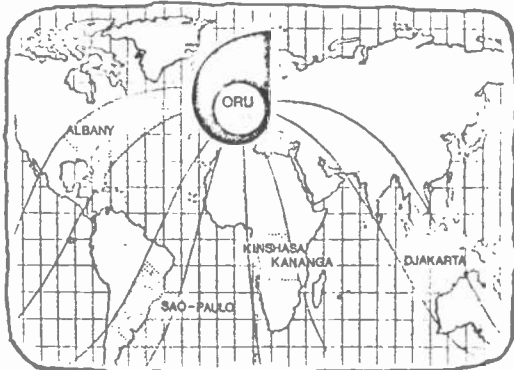 ORU
ALBANY
KINSHASA
KANANGA
DJAKARTA
SAO-PAULO